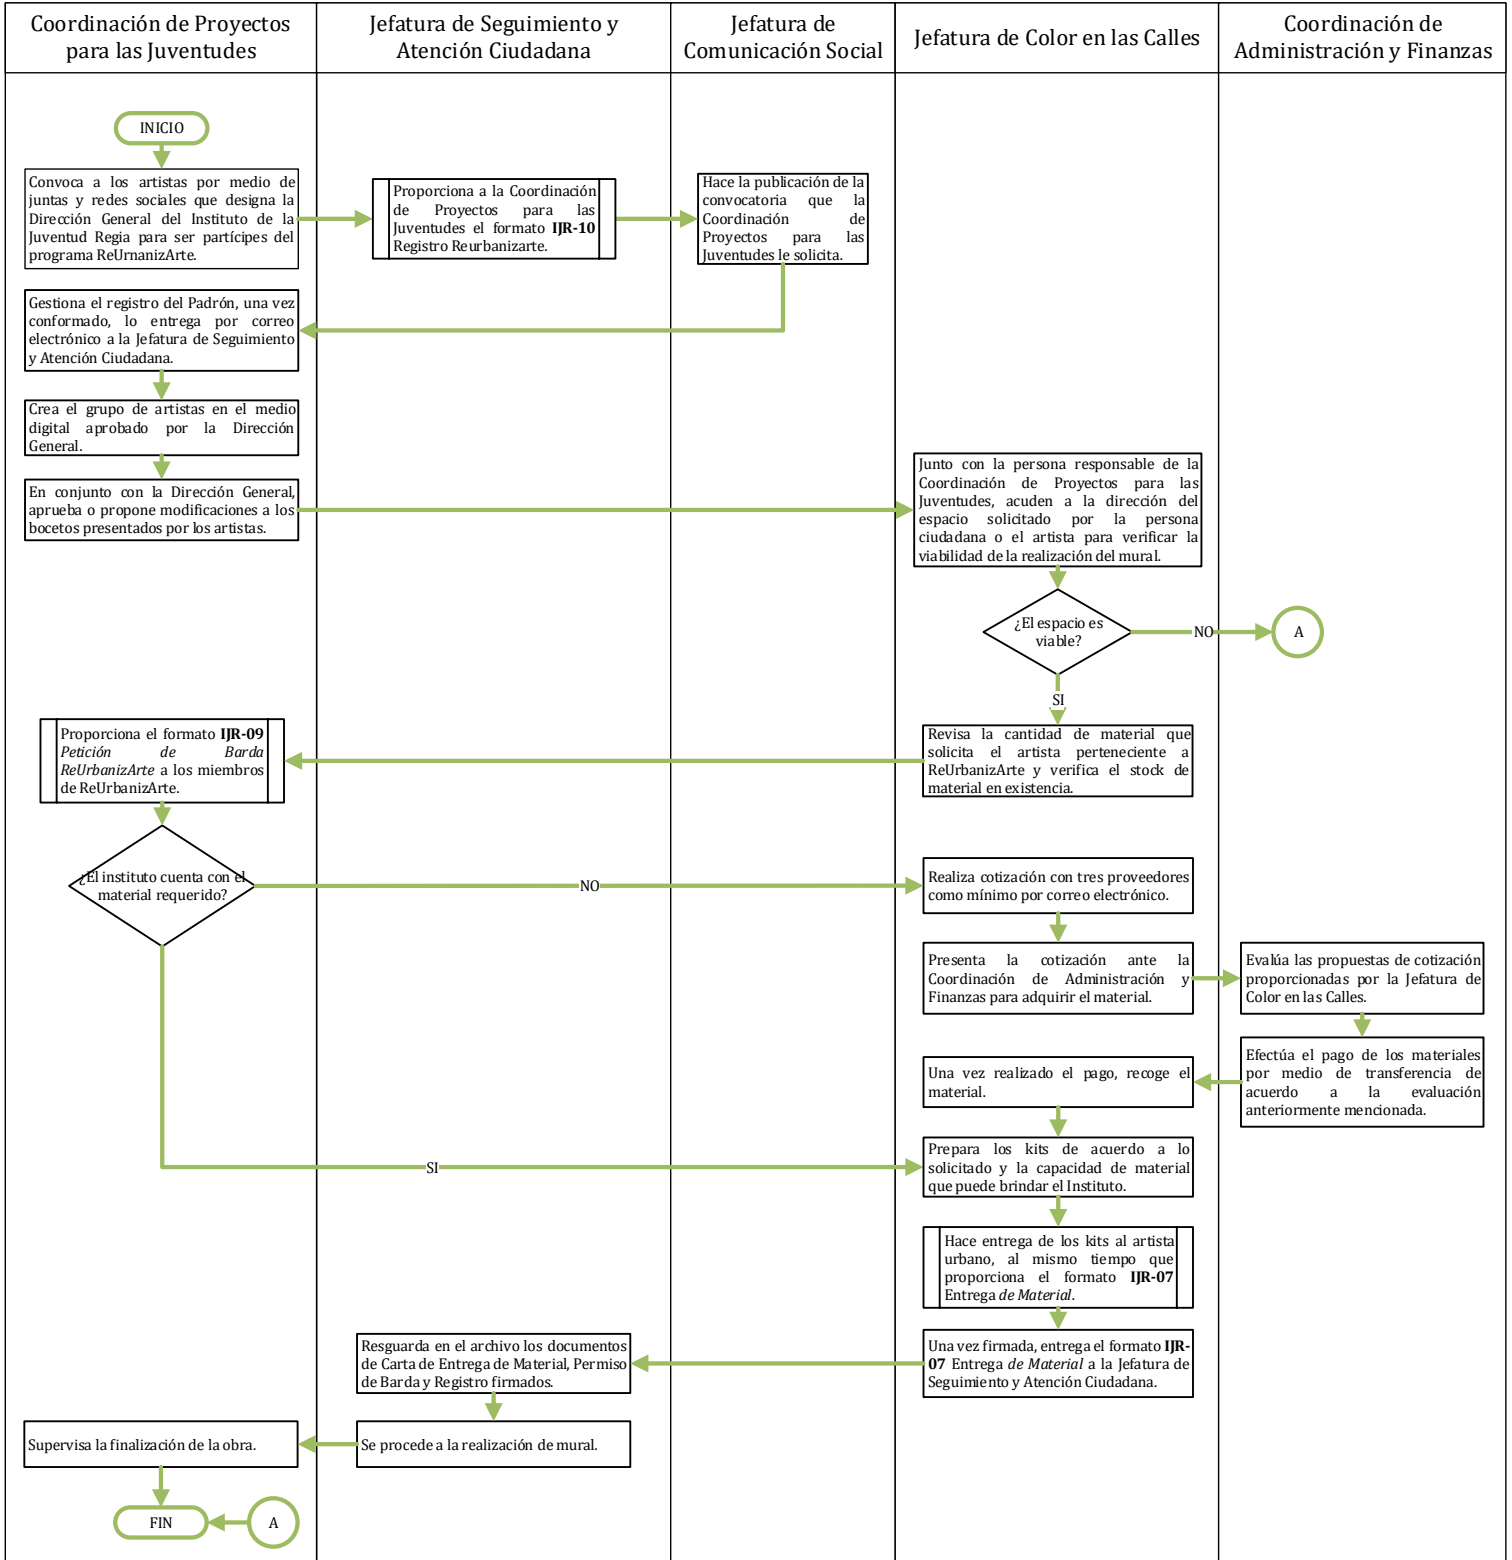 Coordinación de Proyectos
para las Juventudes
Jefatura de Seguimiento y
Atención Ciudadana
Jefatura de
Comunicación Social
Jefatura de Color en las Calles
Coordinación de
Administración y Finanzas
INICIO
Convoca a los artistas por medio de
juntas y redes sociales que designa la
Dirección General del Instituto de la
Juventud Regia para ser partícipes del
programa ReUrnanizArte.
Proporciona a la Coordinación
de Proyectos para las
Juventudes el formato IJR-10
Registro Reurbanizarte.
Hace la publicación de la
convocatoria que la
Coordinación de
Proyectos para las
Juventudes le solicita.
Gestiona el registro del Padrón, una vez
conformado, lo entrega por correo
electrónico a la Jefatura de Seguimiento
y Atención Ciudadana.
Crea el grupo de artistas en el medio
digital aprobado por la Dirección
General.
En conjunto con la Dirección General,
aprueba o propone modificaciones a los
bocetos presentados por los artistas.
Junto con la persona responsable de la
Coordinación de Proyectos para las
Juventudes, acuden a la dirección del
espacio solicitado por la persona
ciudadana o el artista para verificar la
viabilidad de la realización del mural.
¿El espacio es
viable?
NO
A
SI
Revisa la cantidad de material que
solicita el artista perteneciente a
ReUrbanizArte y verifica el stock de
material en existencia.
Proporciona el formato IJR-09
Petición de Barda
ReUrbanizArte a los miembros
de ReUrbanizArte.
¿El instituto cuenta con el
material requerido?
NO
Realiza cotización con tres proveedores
como mínimo por correo electrónico.
Presenta la cotización ante la
Coordinación de Administración y
Finanzas para adquirir el material.
Evalúa las propuestas de cotización
proporcionadas por la Jefatura de
Color en las Calles.
Efectúa el pago de los materiales
por medio de transferencia de
acuerdo a la evaluación
anteriormente mencionada.
Una vez realizado el pago, recoge el
material.
SI
Prepara los kits de acuerdo a lo
solicitado y la capacidad de material
que puede brindar el Instituto.
Hace entrega de los kits al artista
urbano, al mismo tiempo que
proporciona el formato IJR-07
Entrega de Material.
Una vez firmada, entrega el formato IJR-
07 Entrega de Material a la Jefatura de
Seguimiento y Atención Ciudadana.
Resguarda en el archivo los documentos
de Carta de Entrega de Material, Permiso
de Barda y Registro firmados.
Se procede a la realización de mural.
Supervisa la finalización de la obra.
FIN
A